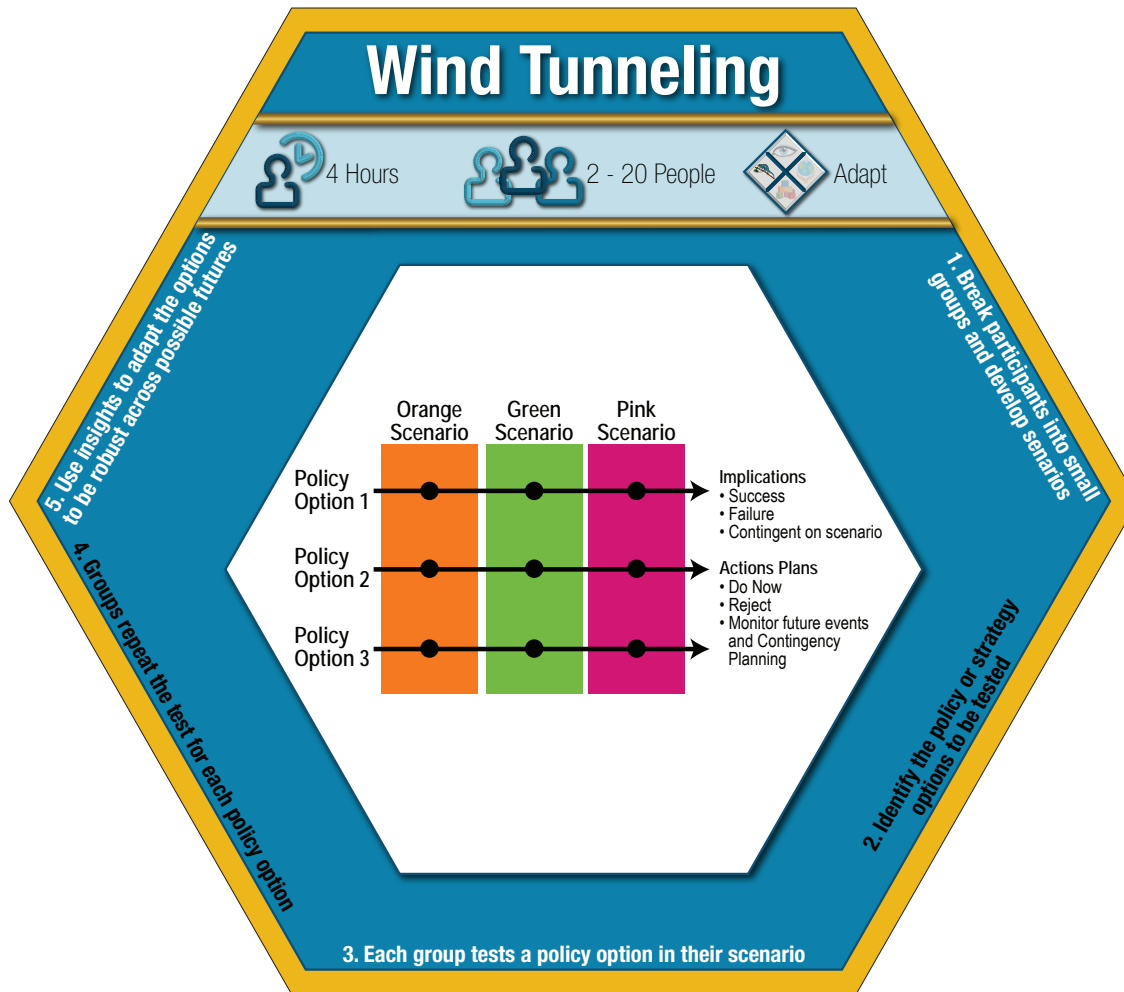 Wind Tunneling
4 Hours
2 - 20 People
Adapt
1. Break participants into small
groups and develop senarios
2. Identify the policy or strategy
options to be tested
3. Each group tests a policy option in their scenario
4. Groups repeat the test for each policy option
5. Use insights to adapt the options
to be robust across possible futures
Orange
Scenario
Green
Scenario
Pink
Scenario
Policy
Option 1
Policy
Option 2
Policy
Option 3
Implications
• Success
• Failure
• Contingent on scenario
Actions Plans
• Do Now
• Reject
• Monitor future events
and Contingency
Planning